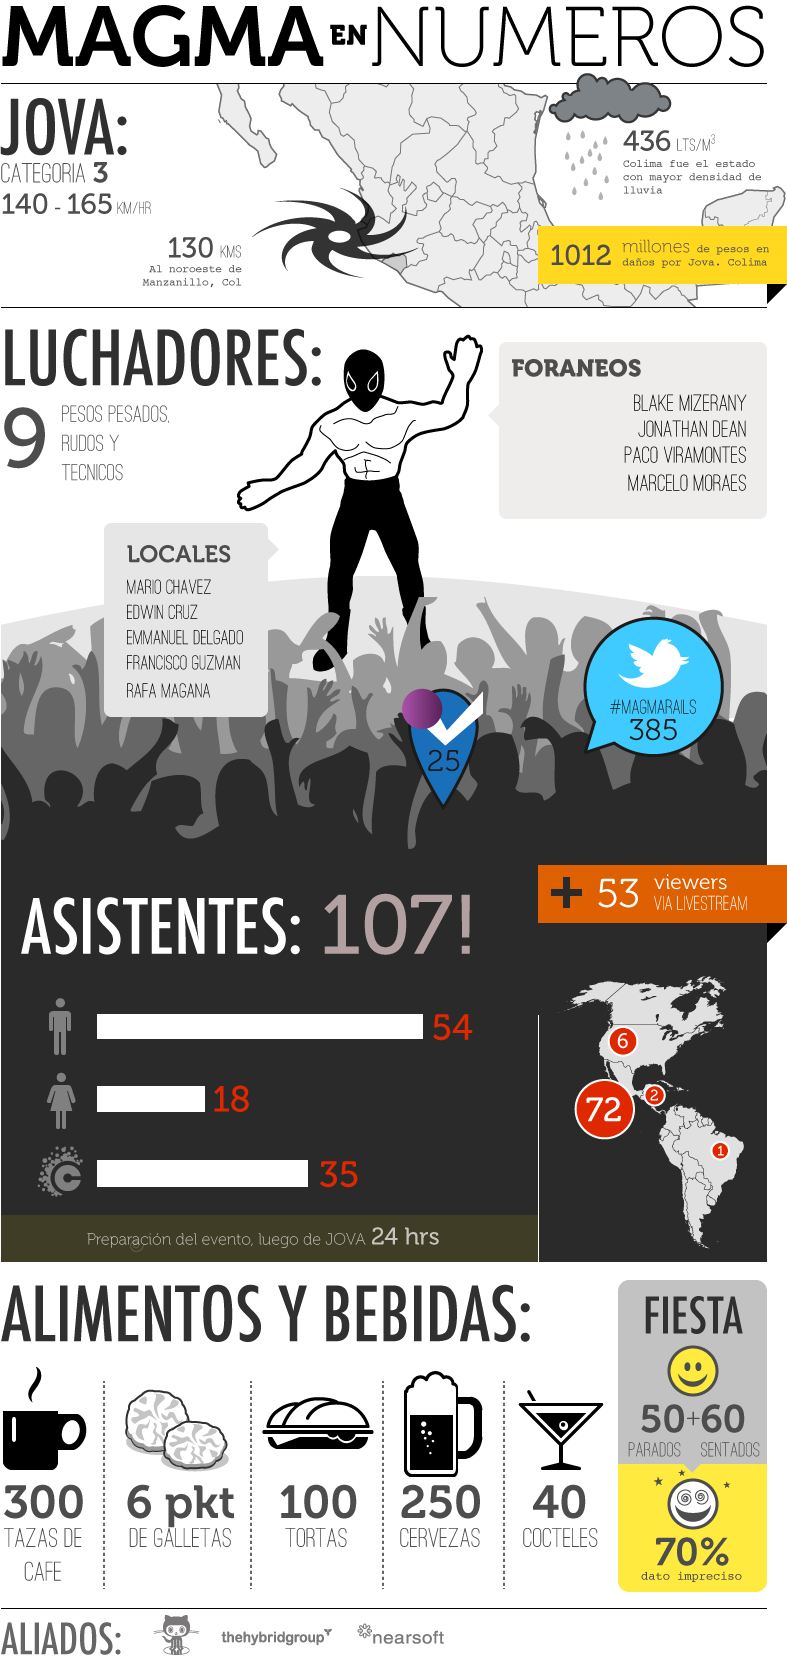 MAGMA EN NUMEROS
JOVA:
CATEGORIA 3
140 - 165 KM/HR
130 KMS
Al noroeste de
Manzanillo, Col
436 LTS/M³
Colima fue el estado
con mayor densidad de
lluvia
1012 millones de pesos en
daños por Jova. Colima
LUCHADORES:
9 PESOS PESADOS,
RUDOS Y
TECNICOS
FORANEOS
BLAKE MIZERANY
JONATHAN DEAN
PACO VIRAMONTES
MARCELO MORAES
LOCALES
MARIO CHAVEZ
EDWIN CRUZ
EMMANUEL DELGADO
FRANCISCO GUZMAN
RAFA MAGANA
#MAGMARAILS
385
25
ASISTENTES: 107!
+ 53 viewers
VIA LIVESTREAM
54
18
35
6
72
2
1
Preparación del evento, luego de JOVA 24 hrs
ALIMENTOS Y BEBIDAS:
300
TAZAS DE
CAFE
6 pkt
DE GALLETAS
100
TORTAS
250
CERVEZAS
40
COCTELES
FIESTA
50+60
PARADOS SENTADOS
70%
dato impreciso
ALIADOS:
thehybridgroup
nearsoft